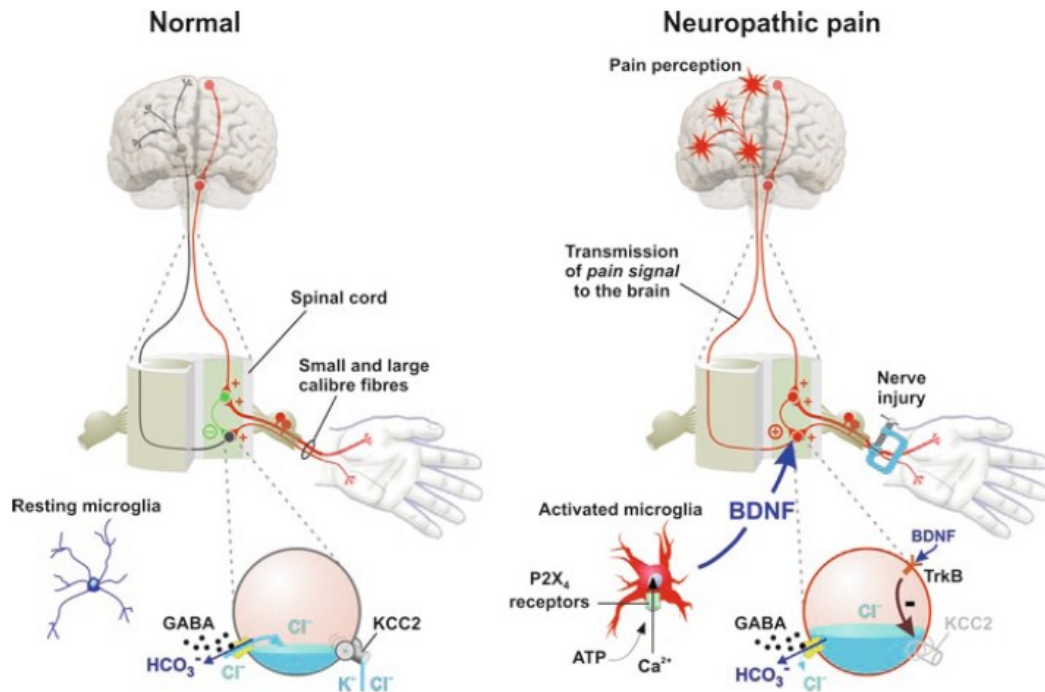 Normal
Spinal cord
Small and large
calibre fibres
+
+
+
−
+
Resting microglia
GABA
HCO₃⁻
Cl⁻
Cl⁻
KCC2
K⁺
Cl⁻
Neuropathic pain
Pain perception
Transmission
of pain signal
to the brain
Nerve
injury
+
+
+
+
+
Activated microglia
BDNF
P2X₄
receptors
ATP
Ca²⁺
BDNF
TrkB
-
Cl⁻
KCC2
GABA
HCO₃⁻
Cl⁻